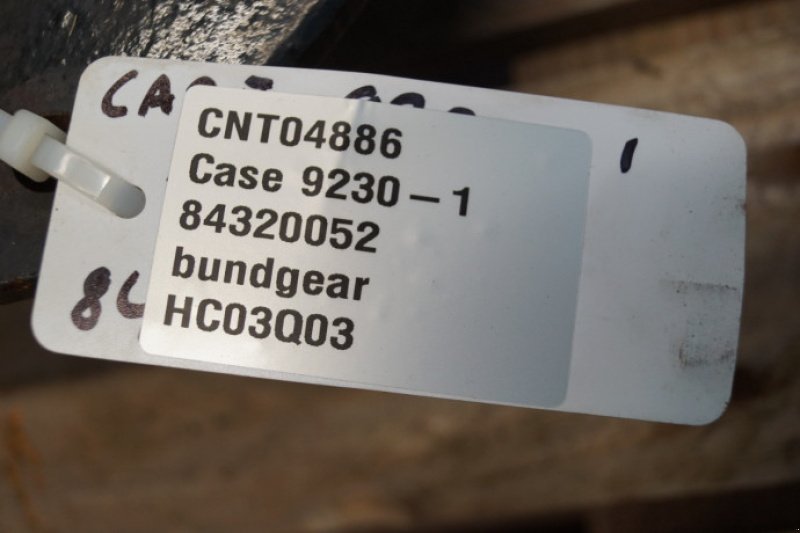 CNT04886
Case 9230-1
84320052
bundgear
HC03Q03